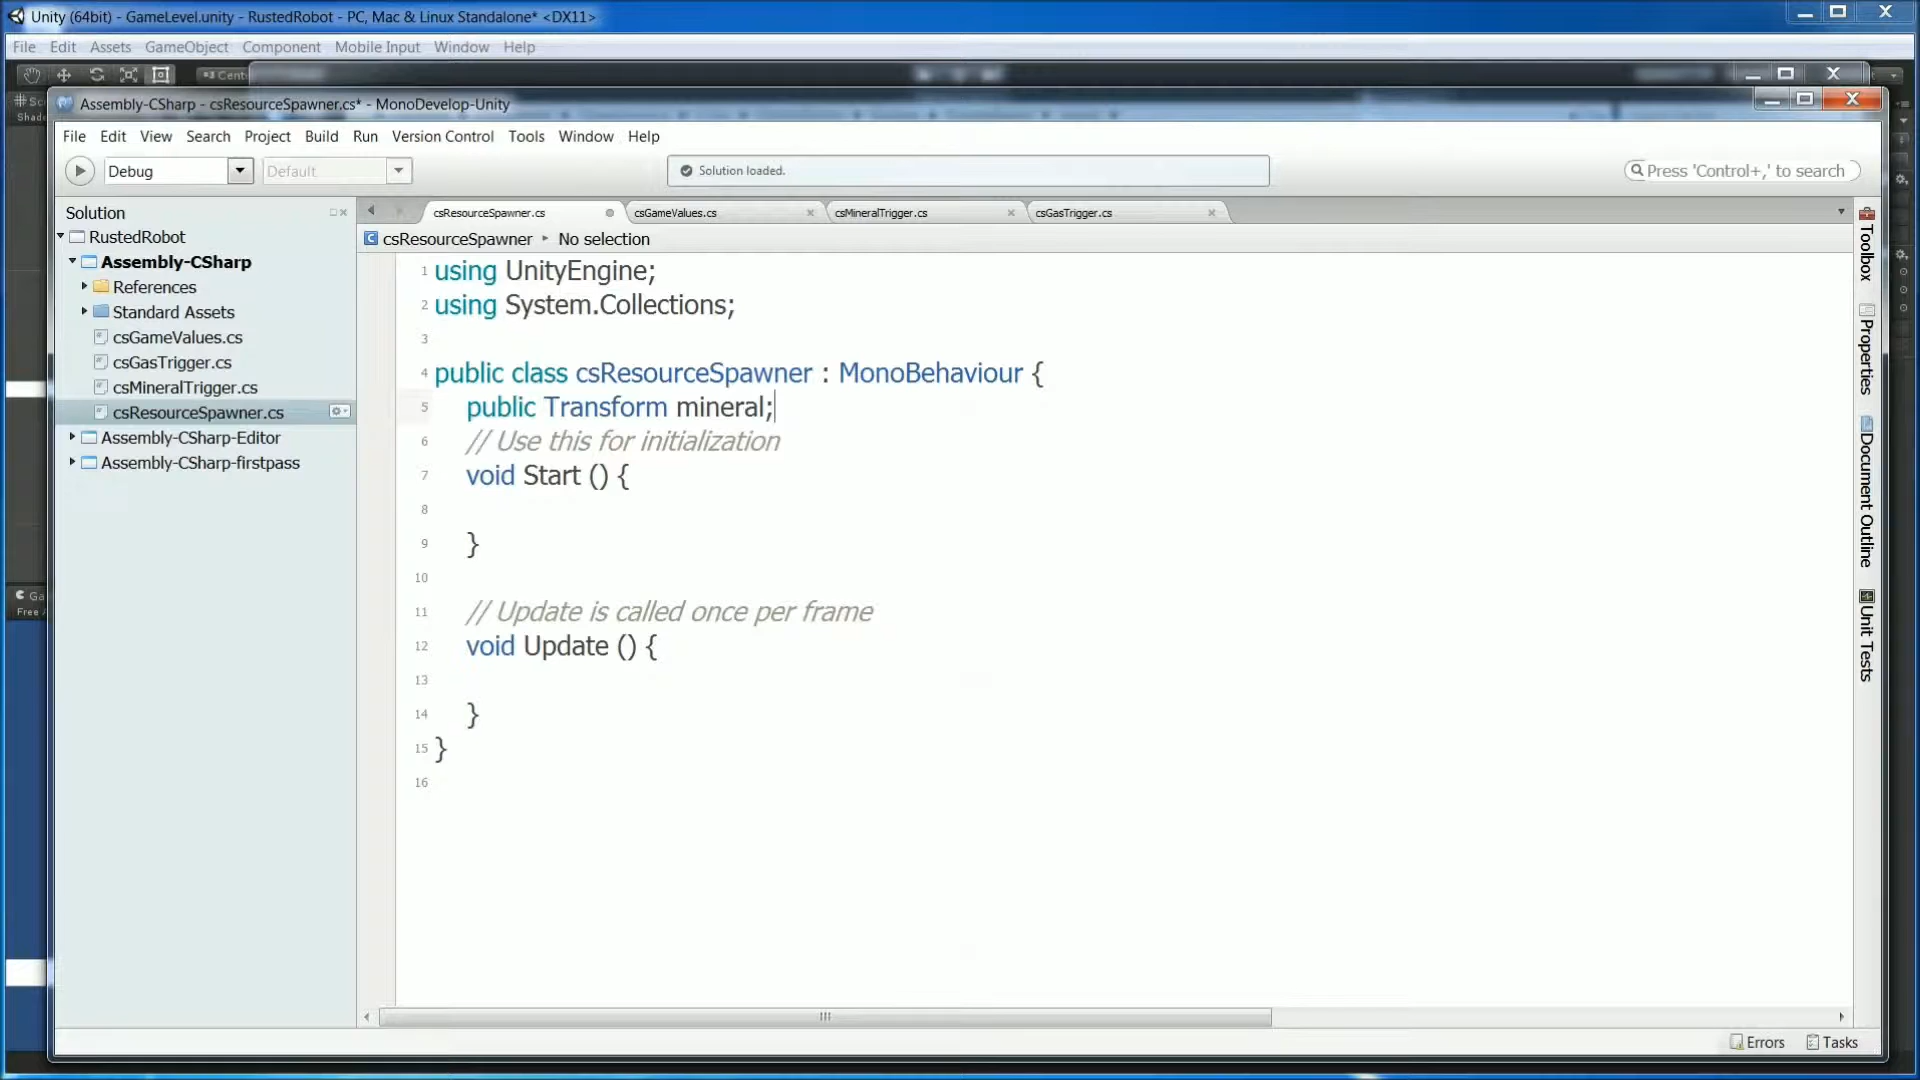 Unity (64bit) - GameLevel.unity - RustedRobot - PC, Mac & Linux Standalone* <DX11>
File Edit Assets GameObject Component Mobile Input Window Help
Assembly-CSharp - csResourceSpawner.cs* - MonoDevelop-Unity
File Edit View Search Project Build Run Version Control Tools Window Help
Debug Default Solution loaded. Press 'Control+,' to search
Solution
RustedRobot
Assembly-CSharp
References
Standard Assets
csGameValues.cs
csGasTrigger.cs
csMineralTrigger.cs
csResourceSpawner.cs
Assembly-CSharp-Editor
Assembly-CSharp-firstpass
csResourceSpawner.cs csGameValues.cs csMineralTrigger.cs csGasTrigger.cs
csResourceSpawner No selection
1 using UnityEngine;
2 using System.Collections;
3
4 public class csResourceSpawner : MonoBehaviour {
5 public Transform mineral;
6 // Use this for initialization
7 void Start () {
8
9 }
10
11 // Update is called once per frame
12 void Update () {
13
14 }
15 }
16
Toolbox
Properties
Document Outline
Unit Tests
Errors Tasks